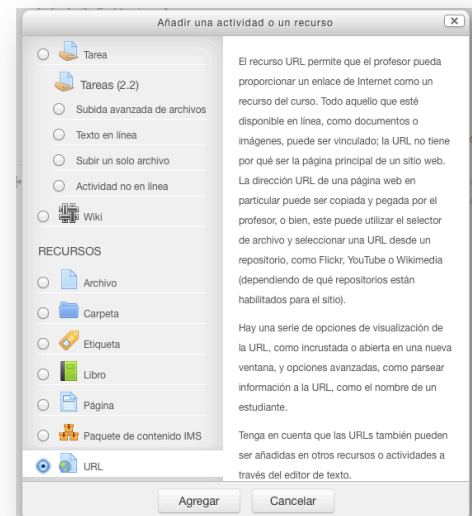 Añadir una actividad o un recurso
Tarea
Tareas (2.2)
Subida avanzada de archivos
Texto en línea
Subir un solo archivo
Actividad no en línea
Wiki
RECURSOS
Archivo
Carpeta
Etiqueta
Libro
Página
Paquete de contenido IMS
URL
El recurso URL permite que el profesor pueda
proporcionar un enlace de Internet como un
recurso del curso. Todo aquello que esté
disponible en línea, como documentos o
imágenes, puede ser vinculado; la URL no tiene
por qué ser la página principal de un sitio web.
La dirección URL de una página web en
particular puede ser copiada y pegada por el
profesor, o bien, este puede utilizar el selector
de archivo y seleccionar una URL desde un
repositorio, como Flickr, YouTube o Wikimedia
(dependiendo de qué repositorios están
habilitados para el sitio).
Hay una serie de opciones de visualización de
la URL, como incrustada o abierta en una nueva
ventana, y opciones avanzadas, como parsear
información a la URL, como el nombre de un
estudiante.
Tenga en cuenta que las URLs también pueden
ser añadidas en otros recursos o actividades a
través del editor de texto.
Agregar
Cancelar